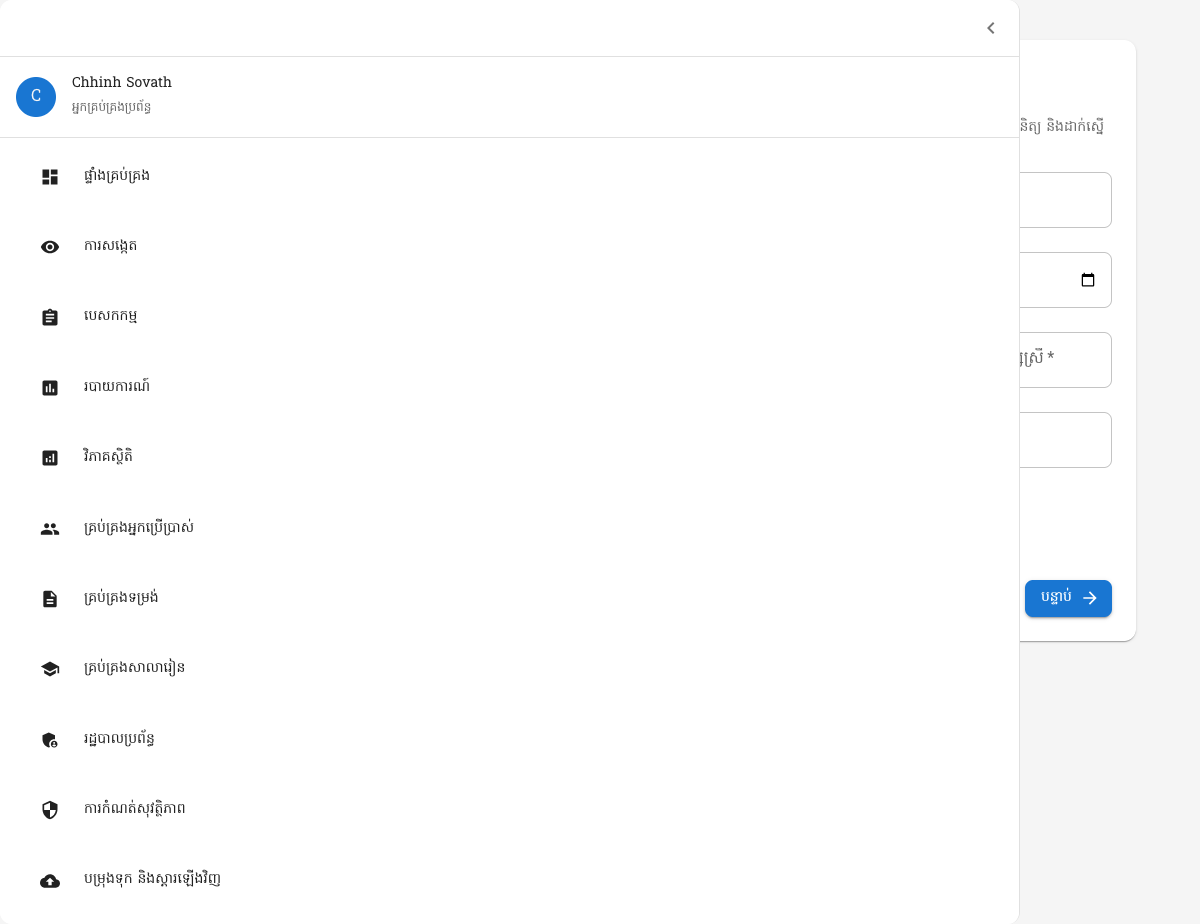 Chhinh Sovath
C
អ្នកគ្រប់គ្រងប្រព័ន្ធ
ផ្ទាំងគ្រប់គ្រង
ការសង្កេត
បេសកកម្ម
របាយការណ៍
វិភាគស្ថិតិ
គ្រប់គ្រងអ្នកប្រើប្រាស់
គ្រប់គ្រងទម្រង់
គ្រប់គ្រងសាលារៀន
រដ្ឋបាលប្រព័ន្ធ
ការកំណត់សុវត្ថិភាព
បម្រុងទុក និងស្តារឡើងវិញ
និងដាក់ស្នើ
បន្ទាប់